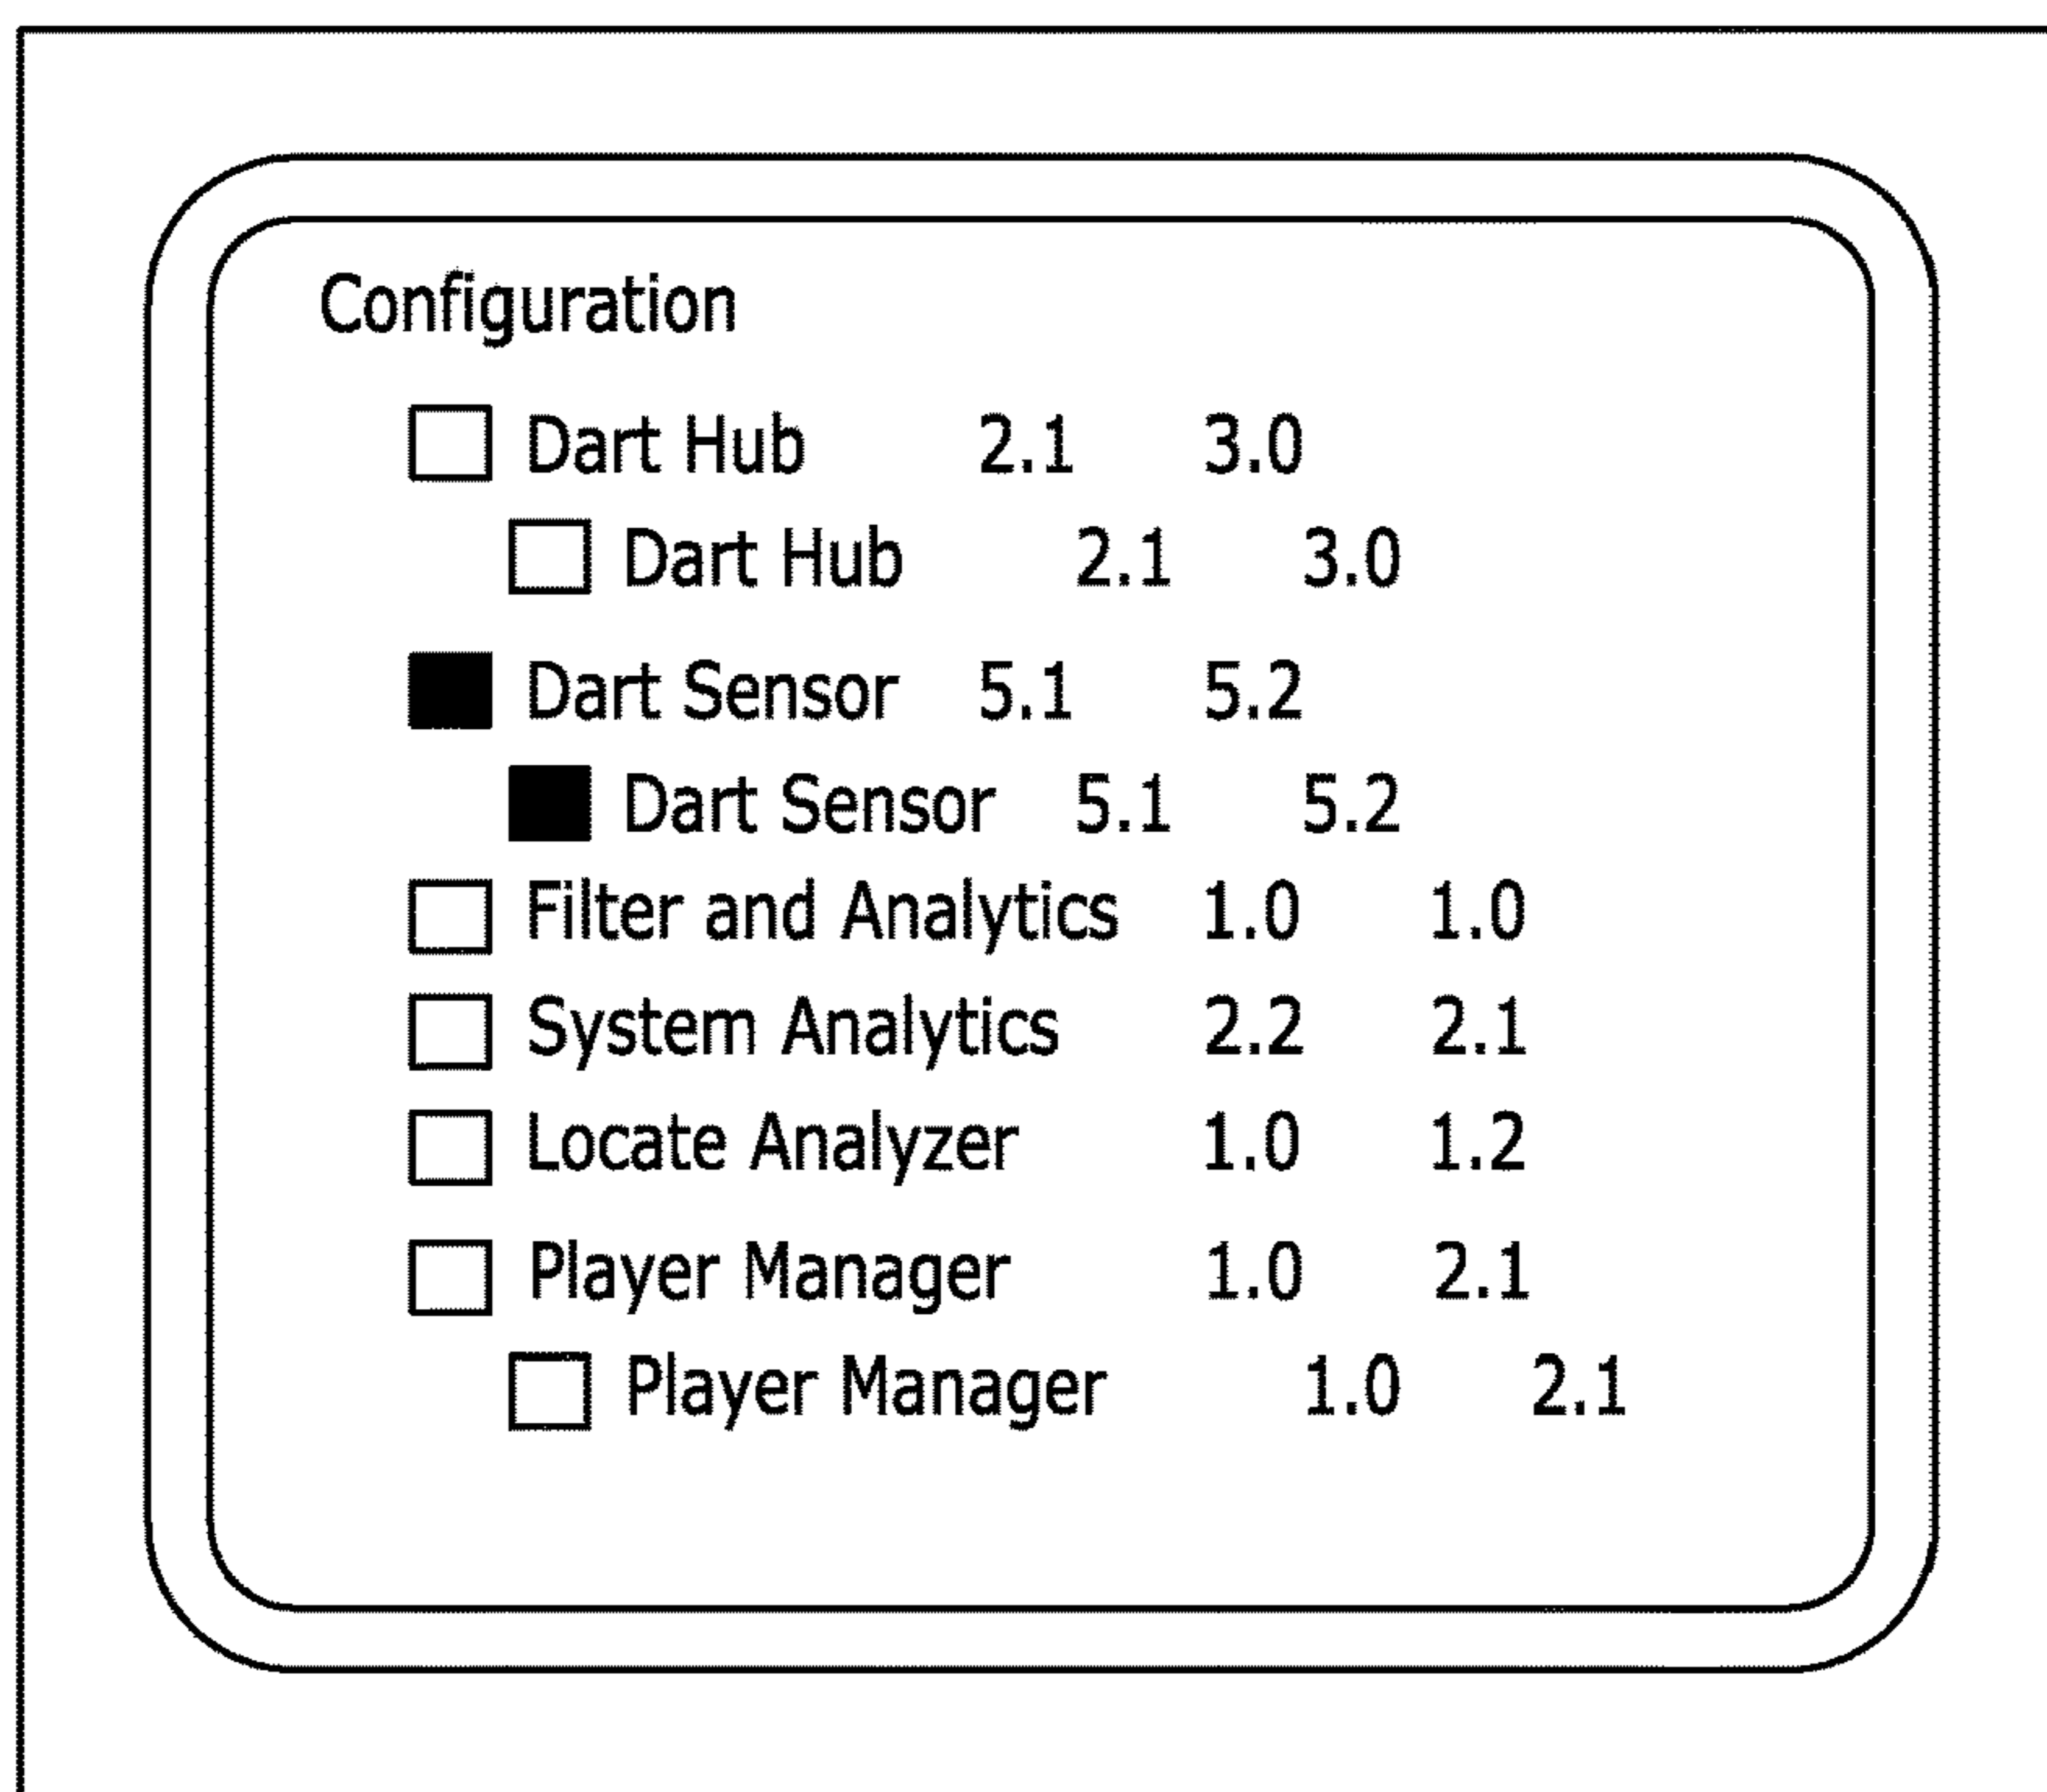 Configuration
Dart Hub 2.1 3.0
Dart Hub 2.1 3.0
Dart Sensor 5.1 5.2
Dart Sensor 5.1 5.2
Filter and Analytics 1.0 1.0
System Analytics 2.2 2.1
Locate Analyzer 1.0 1.2
Player Manager 1.0 2.1
Player Manager 1.0 2.1